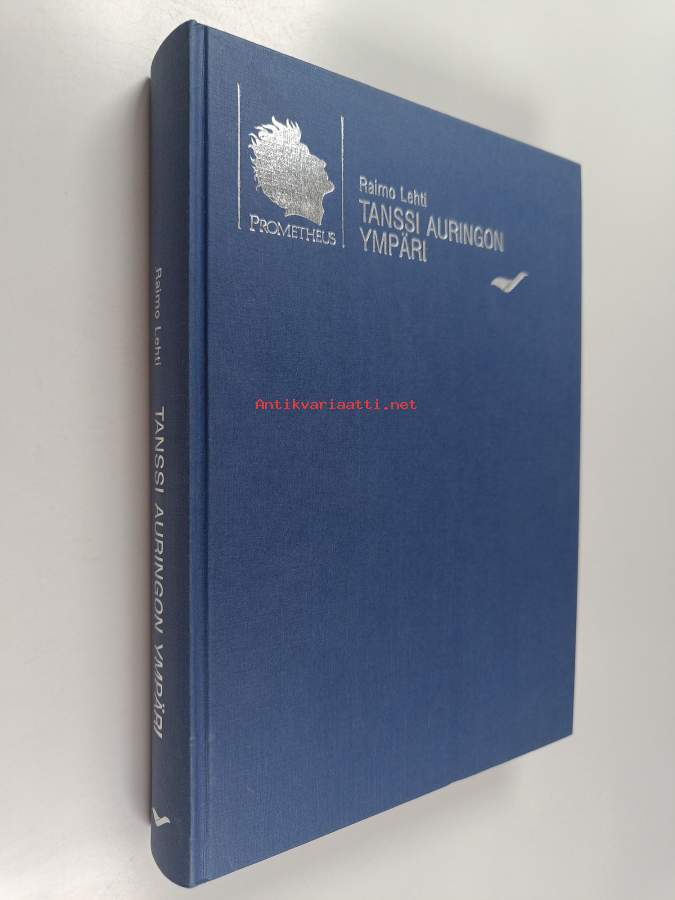 PROMETHEUS
Raimo Lehti
TANSSI AURINGON
YMPÄRI
Antikvariaatti.net
Raimo Lehti TANSSI AURINGON YMPÄRI